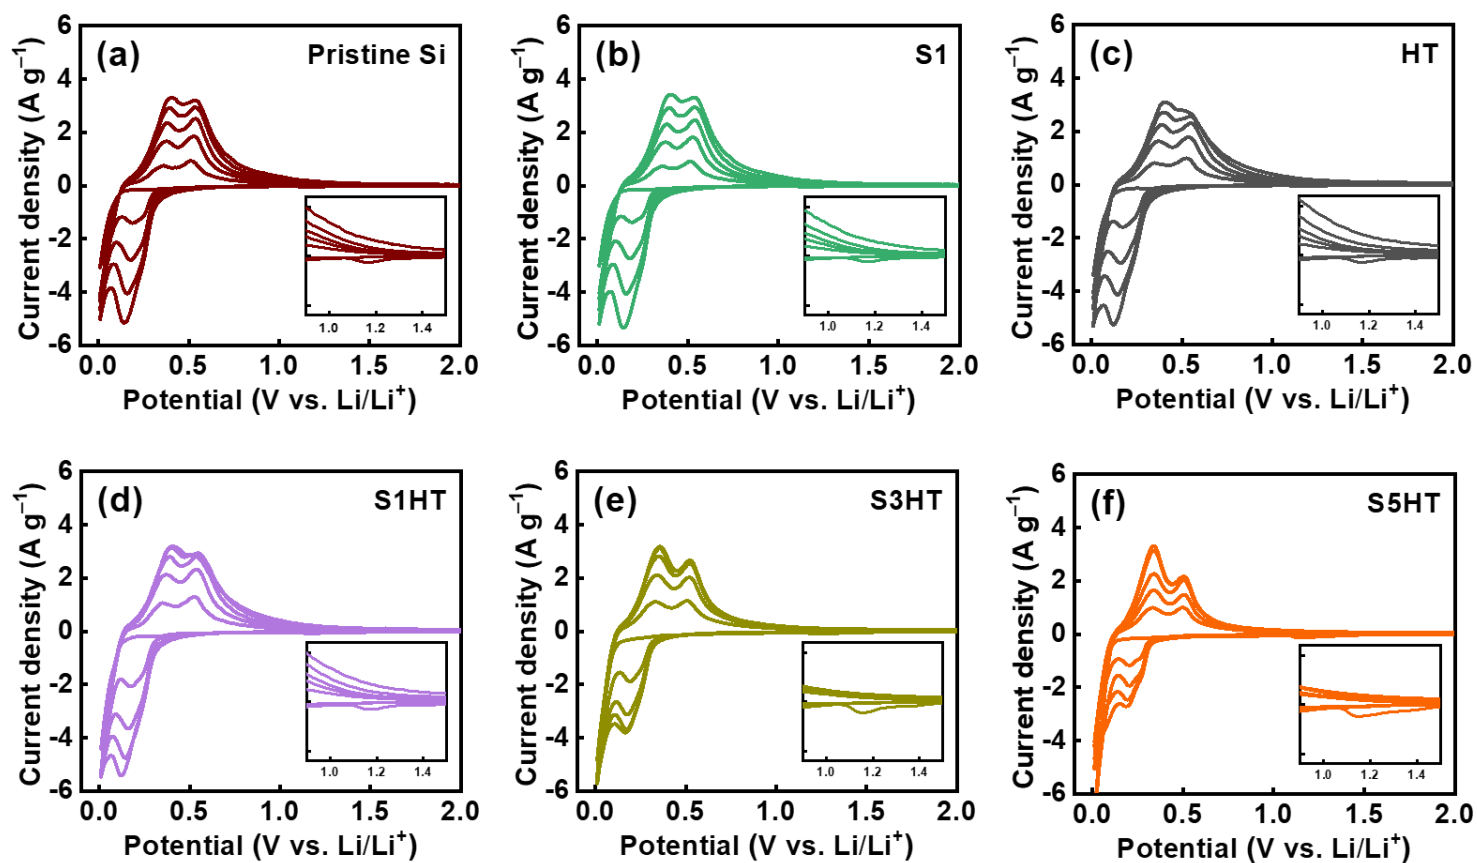 (a) Pristine Si
Current density (A g⁻¹)
6
4
2
0
-2
-4
-6
1.0 1.2 1.4
0.0 0.5 1.0 1.5 2.0
Potential (V vs. Li/Li⁺)
(b) S1
Current density (A g⁻¹)
6
4
2
0
-2
-4
-6
1.0 1.2 1.4
0.0 0.5 1.0 1.5 2.0
Potential (V vs. Li/Li⁺)
(c) HT
Current density (A g⁻¹)
6
4
2
0
-2
-4
-6
1.0 1.2 1.4
0.0 0.5 1.0 1.5 2.0
Potential (V vs. Li/Li⁺)
(d) S1HT
Current density (A g⁻¹)
6
4
2
0
-2
-4
-6
1.0 1.2 1.4
0.0 0.5 1.0 1.5 2.0
Potential (V vs. Li/Li⁺)
(e) S3HT
Current density (A g⁻¹)
6
4
2
0
-2
-4
-6
1.0 1.2 1.4
0.0 0.5 1.0 1.5 2.0
Potential (V vs. Li/Li⁺)
(f) S5HT
Current density (A g⁻¹)
6
4
2
0
-2
-4
-6
1.0 1.2 1.4
0.0 0.5 1.0 1.5 2.0
Potential (V vs. Li/Li⁺)